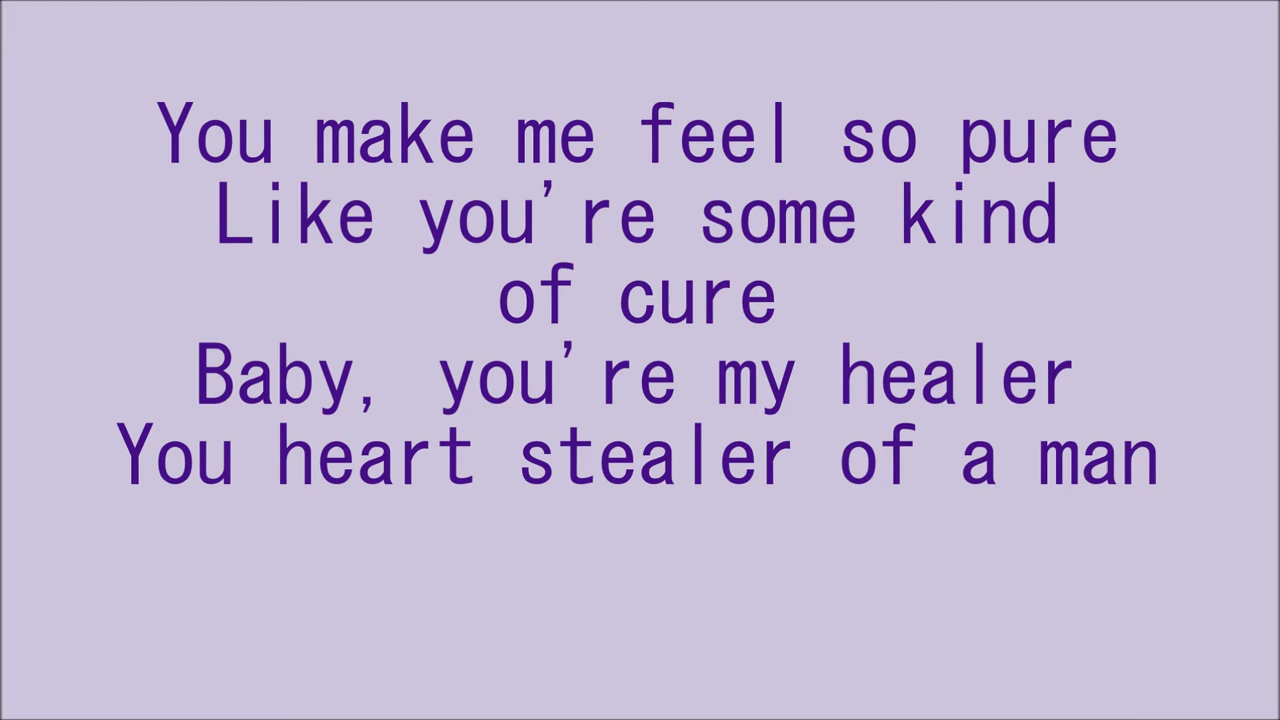 You make me feel so pure
Like you're some kind
of cure
Baby, you're my healer
You heart stealer of a man